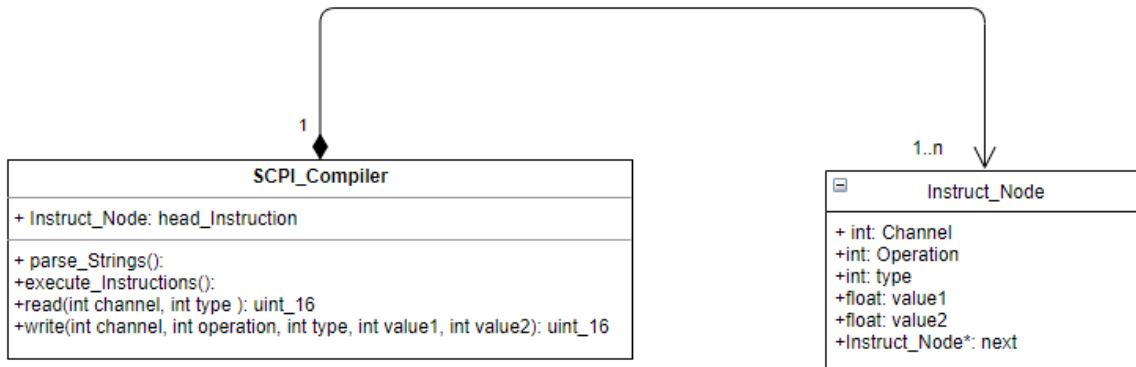 1
1..n
SCPI_Compiler
+ Instruct_Node: head_Instruction
+ parse_Strings():
+execute_Instructions():
+read(int channel, int type ): uint_16
+write(int channel, int operation, int type, int value1, int value2): uint_16
Instruct_Node
+ int: Channel
+int: Operation
+int: type
+float: value1
+float: value2
+Instruct_Node*: next